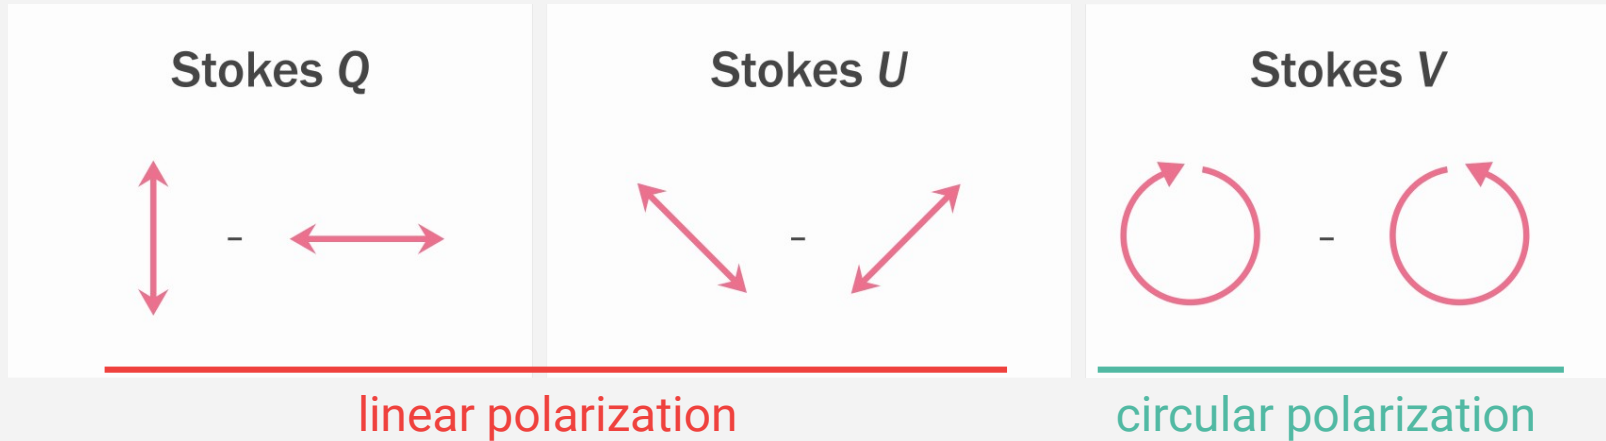 Stokes Q
Stokes U
Stokes V
-
-
-
linear polarization
circular polarization